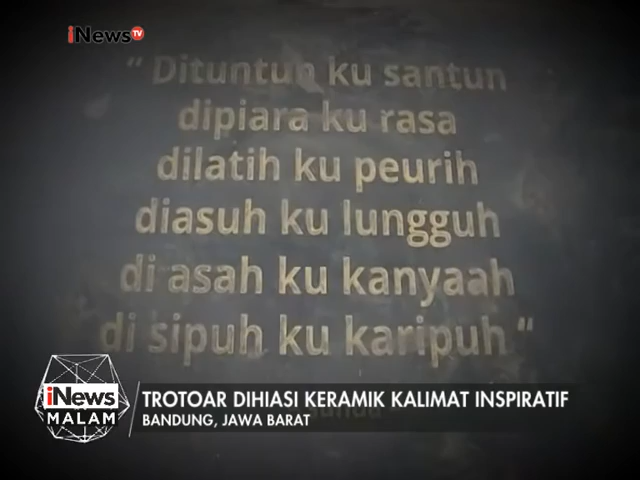 iNews TV
“ Dituntun ku santun
dipiara ku rasa
dilatih ku peurih
diasuh ku lungguh
di asah ku kanyaah
di sipuh ku karipuh “
iNews
MALAM
TROTOAR DIHIASI KERAMIK KALIMAT INSPIRATIF
BANDUNG, JAWA BARAT